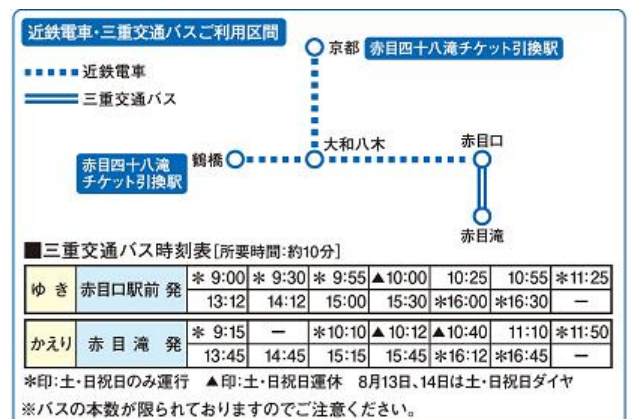 近鉄電車・三重交通バスご利用区間
京都 赤目四十八滝チケット引換駅
近鉄電車
三重交通バス
大和八木 赤目口
赤目四十八滝
チケット引換駅
鶴橋
赤目滝
■三重交通バス時刻表[所要時間:約10分]
ゆき 赤目口駅前 発 ＊ 9:00 ＊ 9:30 ＊ 9:55 ▲10:00 10:25 10:55 ＊11:25
13:12 14:12 15:00 15:30 ＊16:00 ＊16:30 ー
かえり 赤目滝 発 ＊ 9:15 ー ＊10:10 ▲10:12 ▲10:40 11:10 ＊11:50
13:45 14:45 15:15 15:45 ＊16:12 ＊16:45 ー
＊印:土・日祝日のみ運行 ▲印:土・日祝日運休 8月13日、14日は土・日祝日ダイヤ
※バスの本数が限られておりますのでご注意ください。